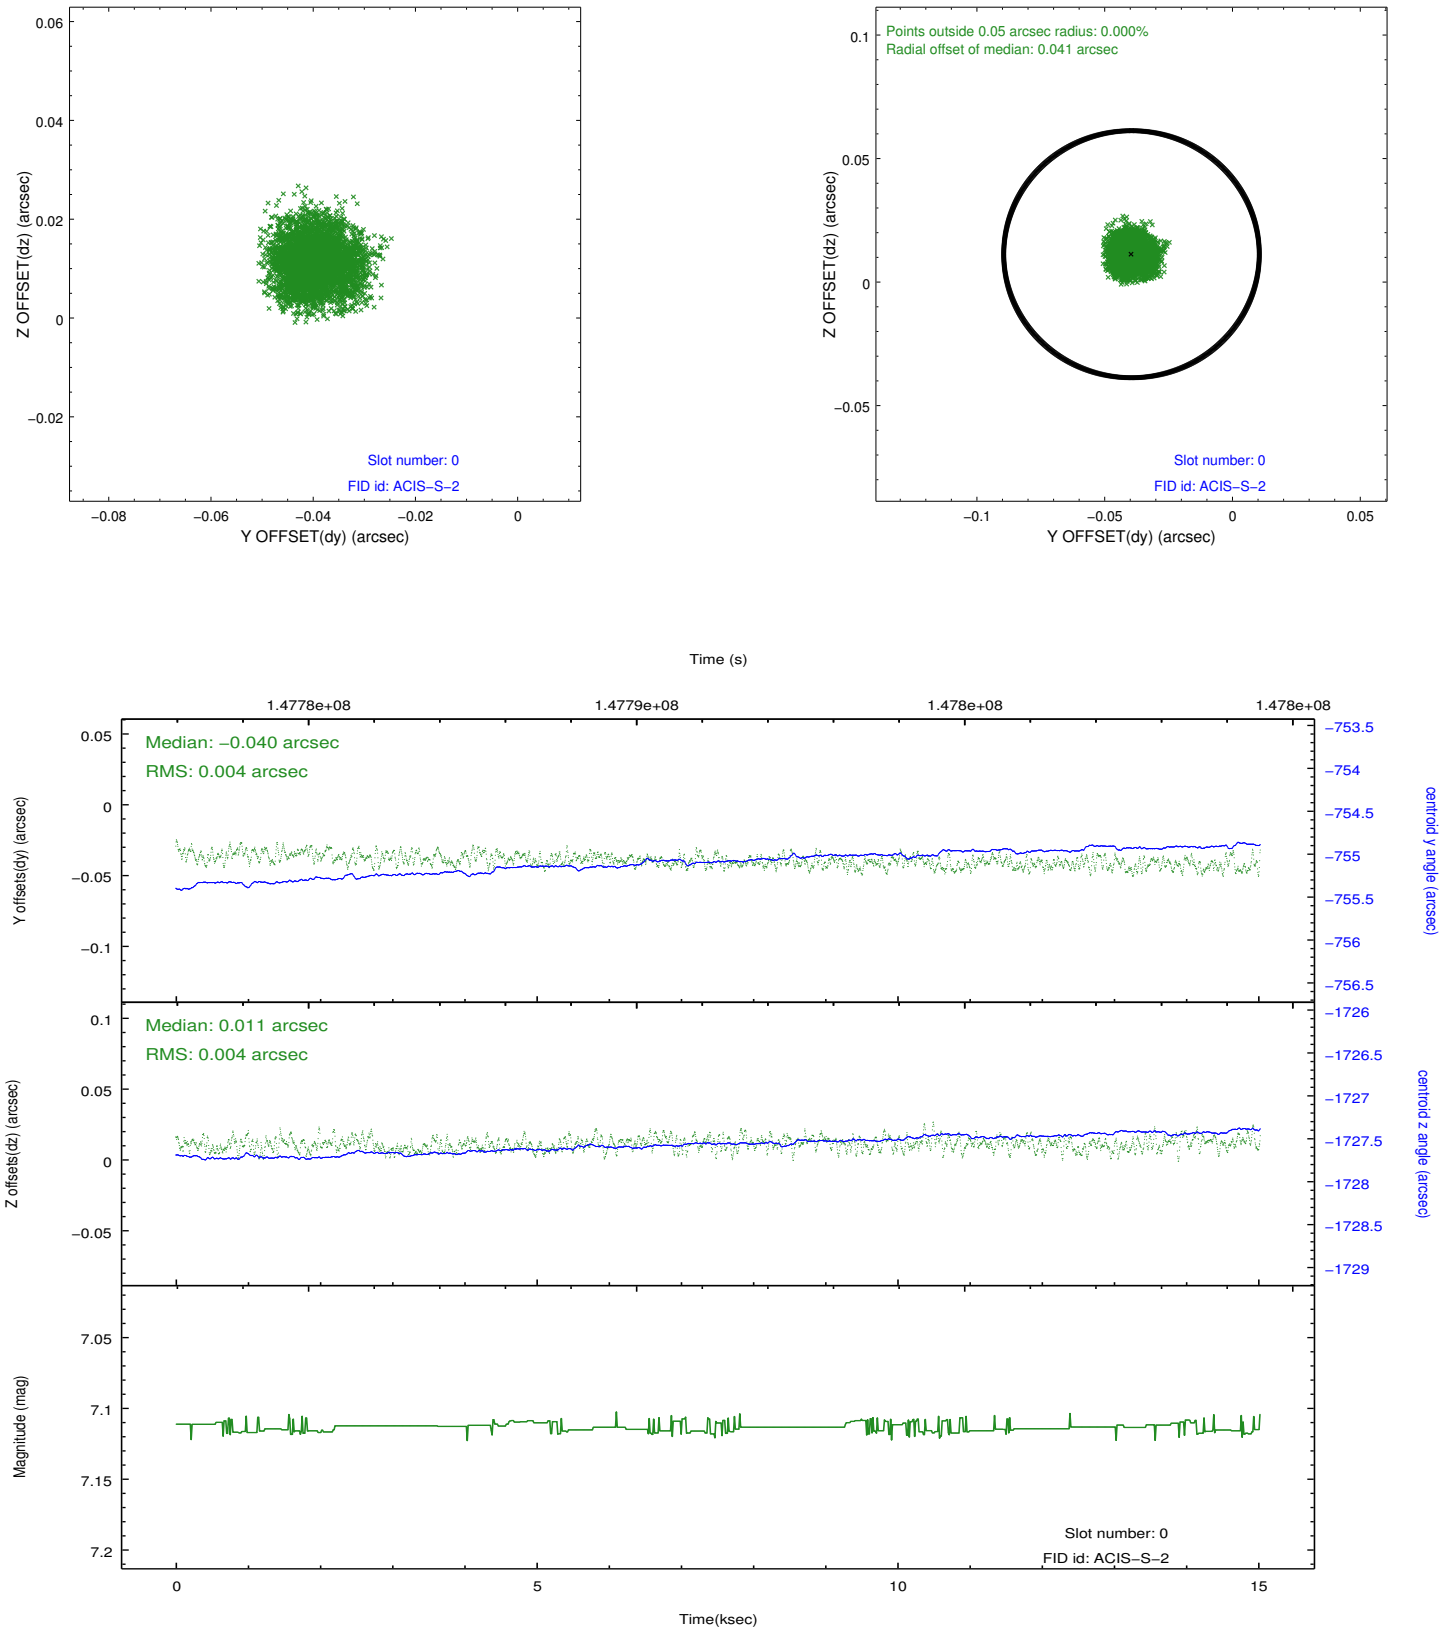 0.06
0.04
0.02
0
−0.02
Z OFFSET(dz) (arcsec)
Slot number: 0
FID id: ACIS−S−2
−0.08 −0.06 −0.04 −0.02 0
Y OFFSET(dy) (arcsec)
Points outside 0.05 arcsec radius: 0.000%
Radial offset of median: 0.041 arcsec
0.1
0.05
0
−0.05
Z OFFSET(dz) (arcsec)
Slot number: 0
FID id: ACIS−S−2
−0.1 −0.05 0 0.05
Y OFFSET(dy) (arcsec)
Time (s)
1.4778e+08 1.4779e+08 1.478e+08 1.478e+08
Median: −0.040 arcsec
RMS: 0.004 arcsec
0.05
0
−0.05
−0.1
Y offsets(dy) (arcsec)
−753.5
−754
−754.5
−755
−755.5
−756
−756.5
centroid y angle (arcsec)
Median: 0.011 arcsec
RMS: 0.004 arcsec
0.1
0.05
0
−0.05
Z offsets(dz) (arcsec)
−1726
−1726.5
−1727
−1727.5
−1728
−1728.5
−1729
centroid z angle (arcsec)
7.05
7.1
7.15
7.2
Magnitude (mag)
Slot number: 0
FID id: ACIS−S−2
0 5 10 15
Time(ksec)